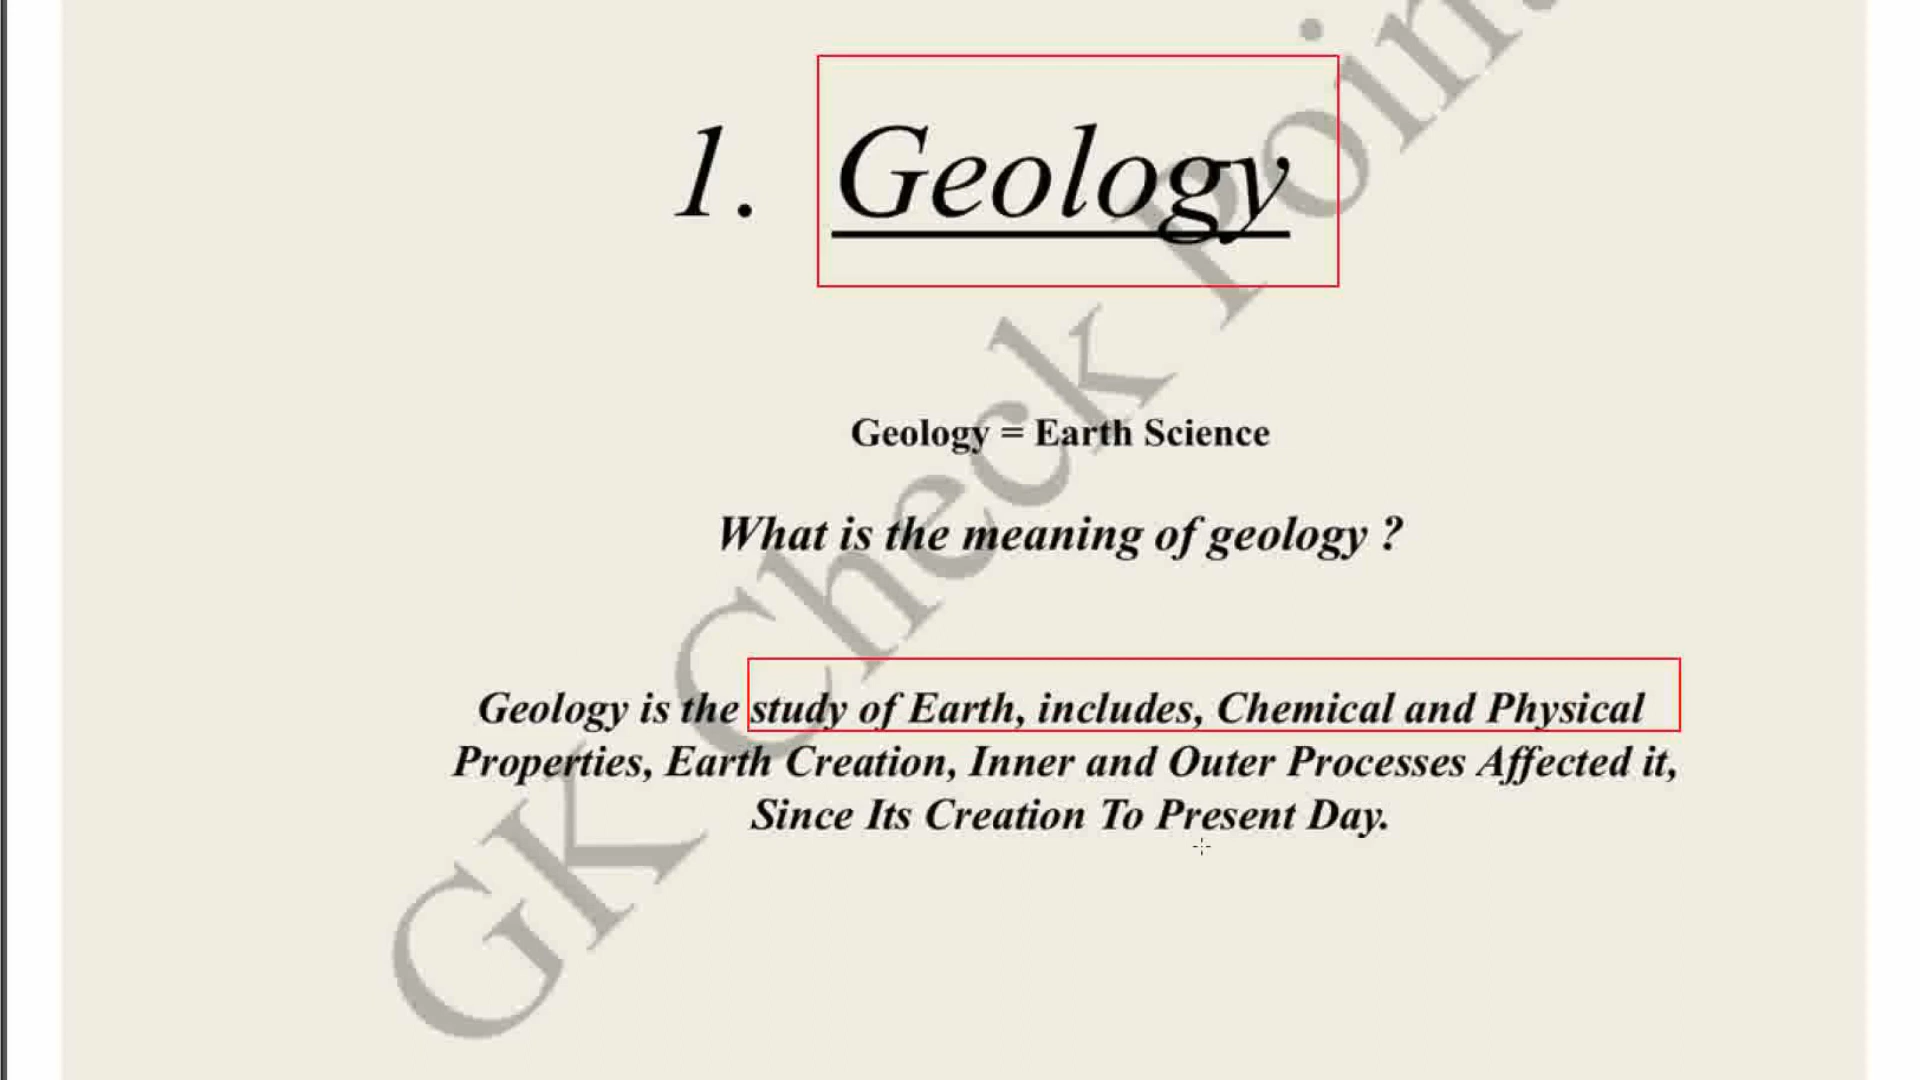 1. Geology
Geology = Earth Science
What is the meaning of geology ?
Geology is the study of Earth, includes, Chemical and Physical
Properties, Earth Creation, Inner and Outer Processes Affected it,
Since Its Creation To Present Day.
GK Check Point